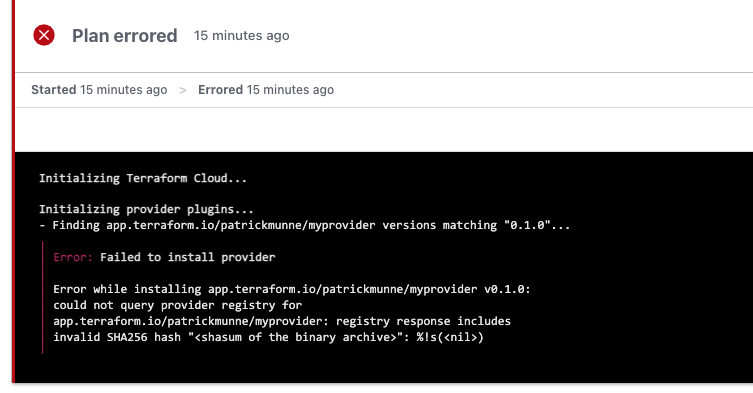 Plan errored 15 minutes ago
Started 15 minutes ago > Errored 15 minutes ago
Initializing Terraform Cloud...
Initializing provider plugins...
- Finding app.terraform.io/patrickmunne/myprovider versions matching "0.1.0"...
Error: Failed to install provider
Error while installing app.terraform.io/patrickmunne/myprovider v0.1.0:
could not query provider registry for
app.terraform.io/patrickmunne/myprovider: registry response includes
invalid SHA256 hash "<shasum of the binary archive>": %!s(<nil>)